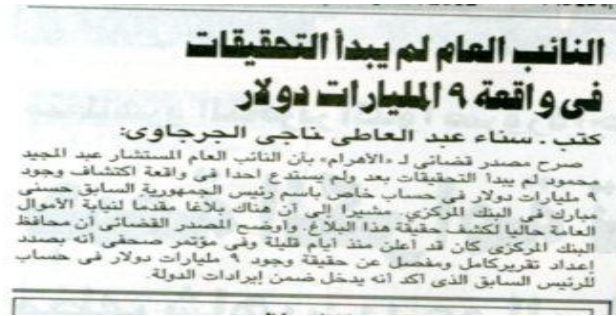 النائب العام لم يبدأ التحقيقات
فى واقعة ٩ المليارات دولار
كتب ـ سناء عبد العاطى ناجى الجرجاوى:
صرح مصدر قضائى لـ «الأهرام» بأن النائب العام المستشار عبد المجيد
محمود لم يبدأ التحقيقات بعد ولم يستدع احدا فى واقعة اكتشاف وجود
٩ مليارات دولار فى حساب خاص باسم رئيس الجمهورية السابق حسنى
مبارك فى البنك المركزى. مشيرا إلى أن هناك بلاغا مقدما لنيابة الأموال
العامة حاليا لكشف حقيقة هذا البلاغ. وأوضح المصدر القضائى أن محافظ
البنك المركزى كان قد أعلن منذ أيام قليلة وفى مؤتمر صحفى أنه بصدد
إعداد تقريركامل ومفصل عن حقيقة وجود ٩ مليارات دولار فى حساب
للرئيس السابق الذى اكد أنه يدخل ضمن إيرادات الدولة.